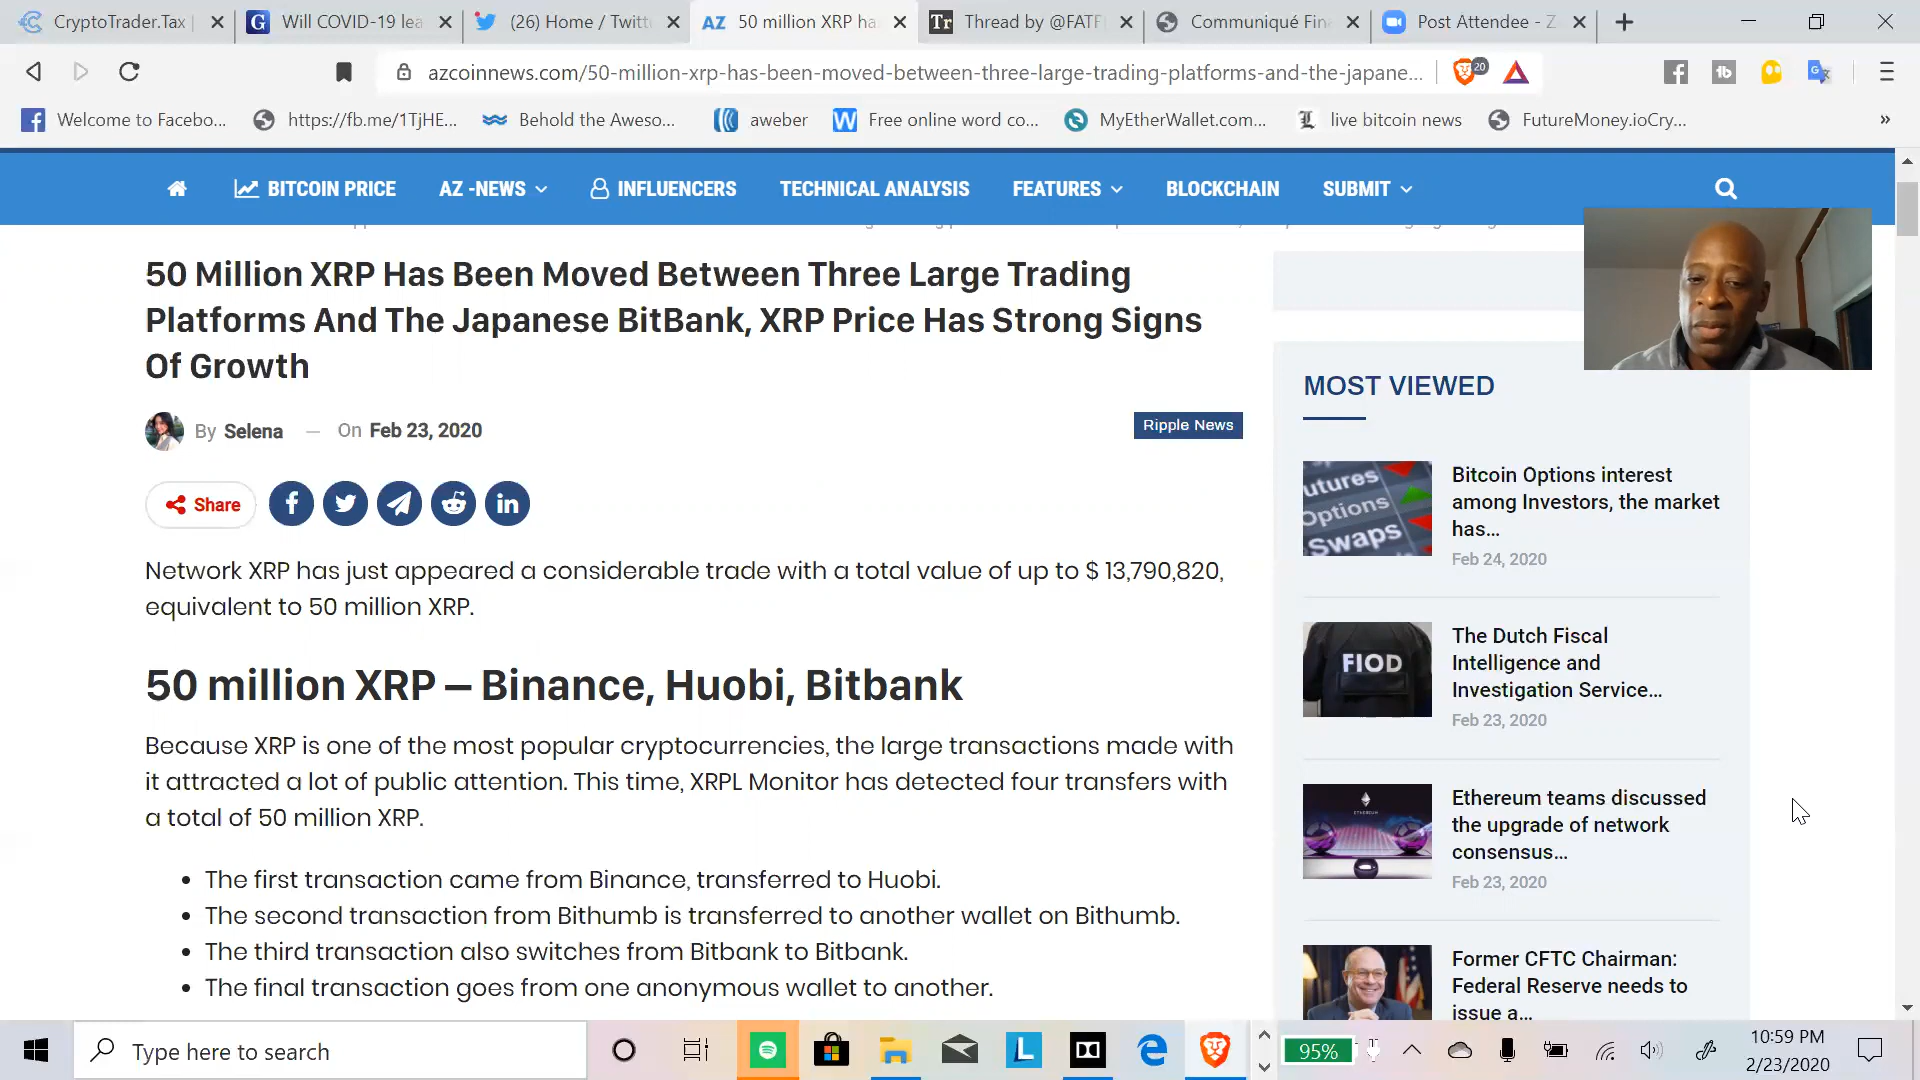 CryptoTrader.Tax
Will COVID-19 lea
(26) Home / Twitt
AZ 50 million XRP ha
Tr Thread by @FATF
Communiqué Fin
Post Attendee - Z
azcoinnews.com/50-million-xrp-has-been-moved-between-three-large-trading-platforms-and-the-japane...
20
Welcome to Facebo...
https://fb.me/1TjHE...
Behold the Aweso...
aweber
Free online word co...
MyEtherWallet.com...
live bitcoin news
FutureMoney.ioCry...
»
BITCOIN PRICE AZ -NEWS INFLUENCERS TECHNICAL ANALYSIS FEATURES BLOCKCHAIN SUBMIT
50 Million XRP Has Been Moved Between Three Large Trading
Platforms And The Japanese BitBank, XRP Price Has Strong Signs
Of Growth
By Selena — On Feb 23, 2020
Ripple News
Share
Network XRP has just appeared a considerable trade with a total value of up to $ 13,790,820,
equivalent to 50 million XRP.
50 million XRP – Binance, Huobi, Bitbank
Because XRP is one of the most popular cryptocurrencies, the large transactions made with
it attracted a lot of public attention. This time, XRPL Monitor has detected four transfers with
a total of 50 million XRP.
• The first transaction came from Binance, transferred to Huobi.
• The second transaction from Bithumb is transferred to another wallet on Bithumb.
• The third transaction also switches from Bitbank to Bitbank.
• The final transaction goes from one anonymous wallet to another.
MOST VIEWED
Futures
Options
Swaps
Bitcoin Options interest
among Investors, the market
has...
Feb 24, 2020
FIOD
The Dutch Fiscal
Intelligence and
Investigation Service...
Feb 23, 2020
Ethereum teams discussed
the upgrade of network
consensus...
Feb 23, 2020
Former CFTC Chairman:
Federal Reserve needs to
issue a...
Type here to search
95%
10:59 PM
2/23/2020